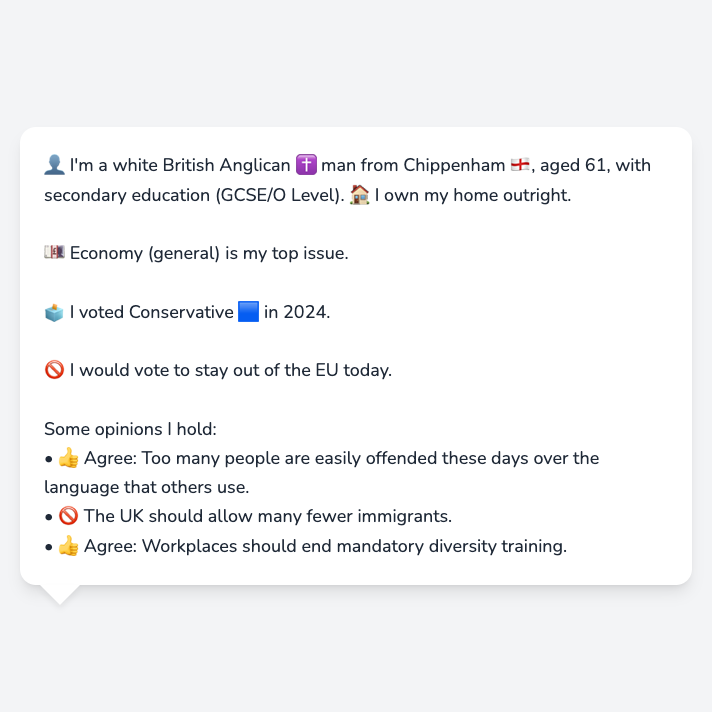 👤 I'm a white British Anglican ✝️ man from Chippenham 🏴󠁧󠁢󠁥󠁮󠁧󠁿, aged 61, with
secondary education (GCSE/O Level). 🏠 I own my home outright.
💷 Economy (general) is my top issue.
🗳️ I voted Conservative 🟦 in 2024.
🚫 I would vote to stay out of the EU today.
Some opinions I hold:
• 👍 Agree: Too many people are easily offended these days over the
language that others use.
• 🚫 The UK should allow many fewer immigrants.
• 👍 Agree: Workplaces should end mandatory diversity training.